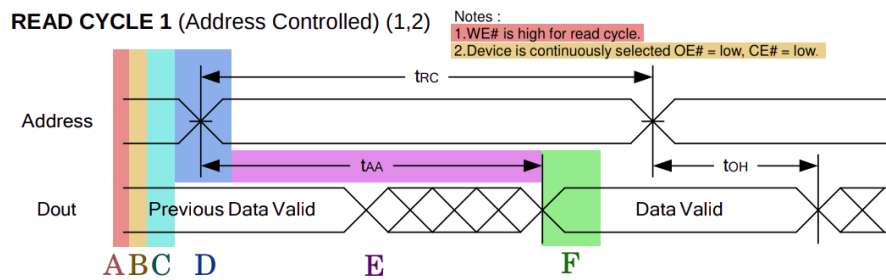 READ CYCLE 1 (Address Controlled) (1,2)
Notes :
1.WE# is high for read cycle.
2.Device is continuously selected OE# = low, CE# = low.
tRC
Address
tAA
tOH
Dout
Previous Data Valid
Data Valid
A B C D E F